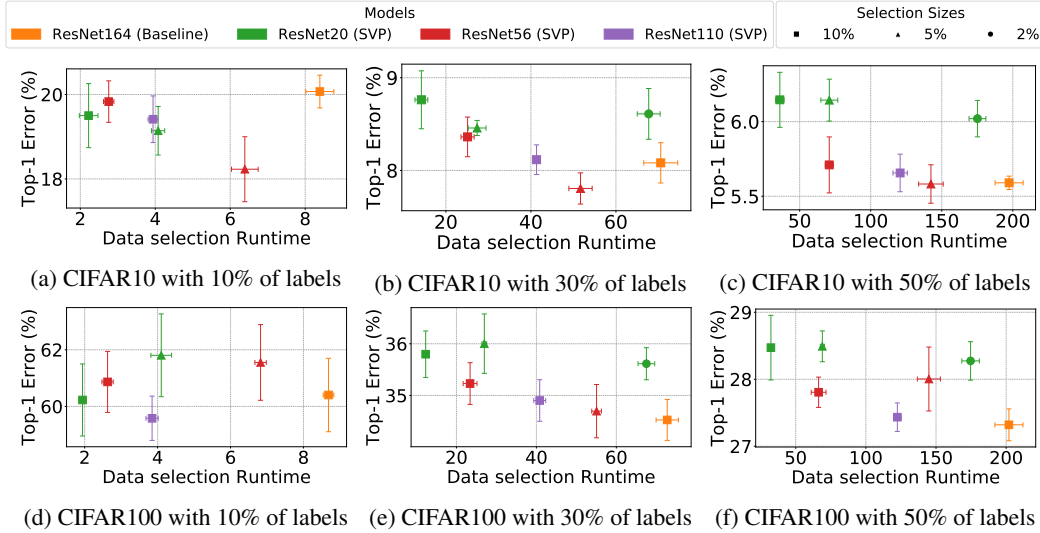 Models
Selection Sizes
ResNet164 (Baseline) ResNet20 (SVP) ResNet56 (SVP) ResNet110 (SVP) 10% 5% 2%
Top-1 Error (%)
20
18
2 4 6 8
Data selection Runtime
(a) CIFAR10 with 10% of labels
Top-1 Error (%)
9
8
20 40 60
Data selection Runtime
(b) CIFAR10 with 30% of labels
Top-1 Error (%)
6.0
5.5
50 100 150 200
Data selection Runtime
(c) CIFAR10 with 50% of labels
Top-1 Error (%)
62
60
2 4 6 8
Data selection Runtime
(d) CIFAR100 with 10% of labels
Top-1 Error (%)
36
35
20 40 60
Data selection Runtime
(e) CIFAR100 with 30% of labels
Top-1 Error (%)
29
28
27
50 100 150 200
Data selection Runtime
(f) CIFAR100 with 50% of labels